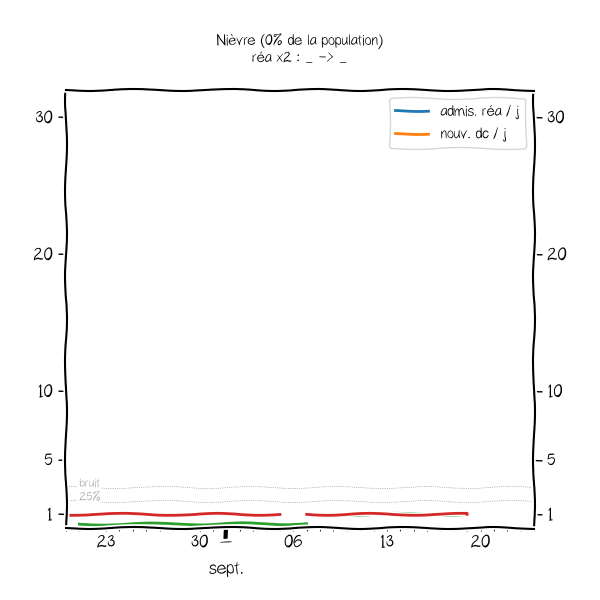 Nièvre (0% de la population)
réa x2 : _ -> _
admis. réa / j
nouv. dc / j
30
30
20
20
10
10
5
5
bruit
25%
1
1
23
30
1
06
13
20
sept.